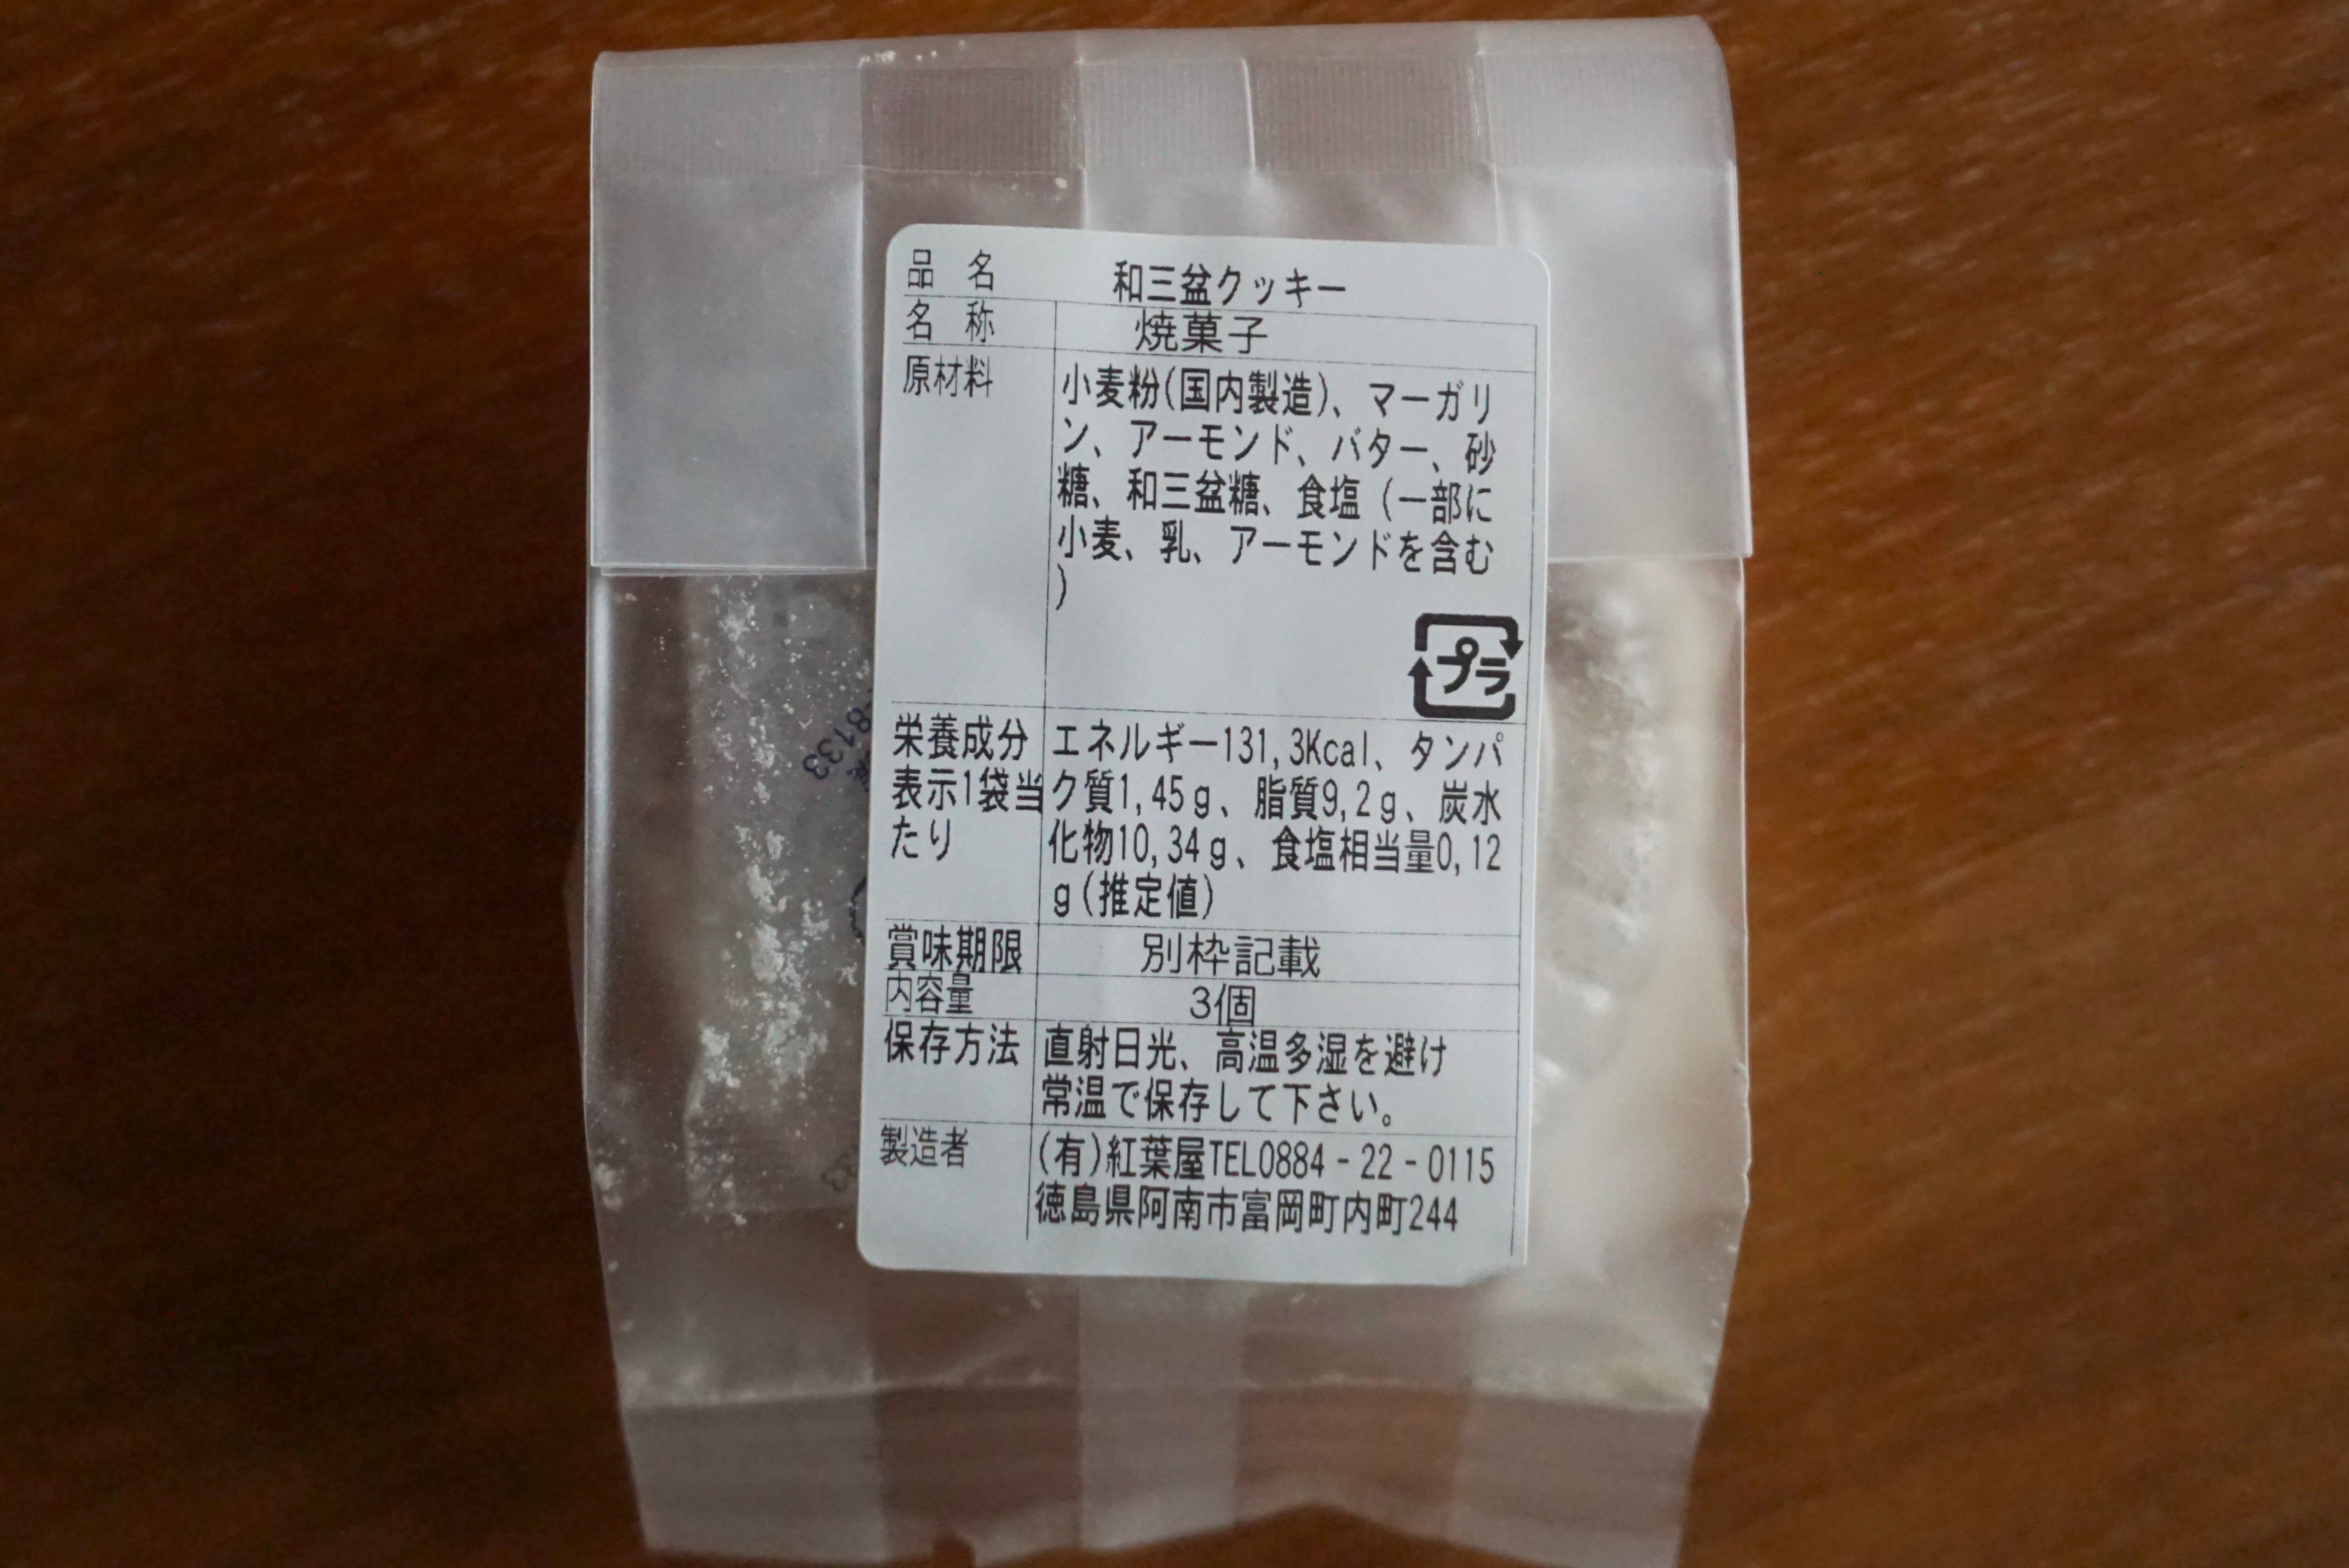 品 名 和三盆クッキー
名 称 焼菓子
原材料 小麦粉(国内製造)、マーガリ
ン、アーモンド、バター、砂
糖、和三盆糖、食塩（一部に
小麦、乳、アーモンドを含む
)
プラ
栄養成分 エネルギー131,3Kcal、タンパ
表示1袋当 ク質1,45g、脂質9,2g、炭水
たり 化物10,34g、食塩相当量0,12
g(推定値)
賞味期限 別枠記載
内容量 3個
保存方法 直射日光、高温多湿を避け
常温で保存して下さい。
製造者 (有)紅葉屋TEL0884-22-0115
徳島県阿南市富岡町内町244
8133